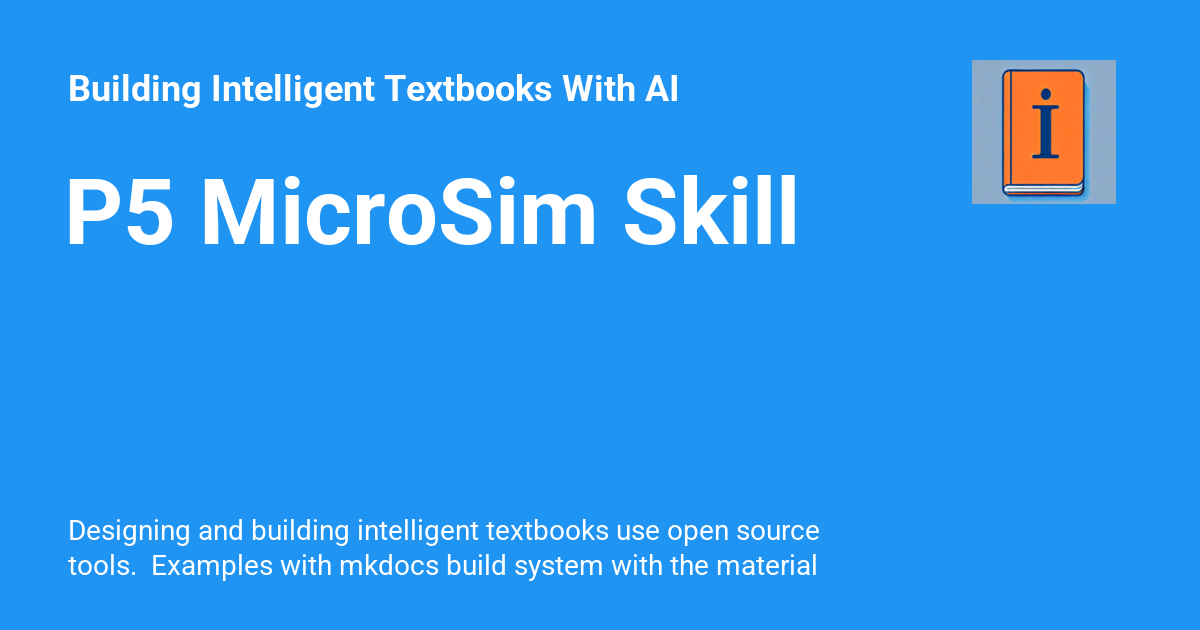 Building Intelligent Textbooks With AI
P5 MicroSim Skill
i
Designing and building intelligent textbooks use open source
tools.  Examples with mkdocs build system with the material